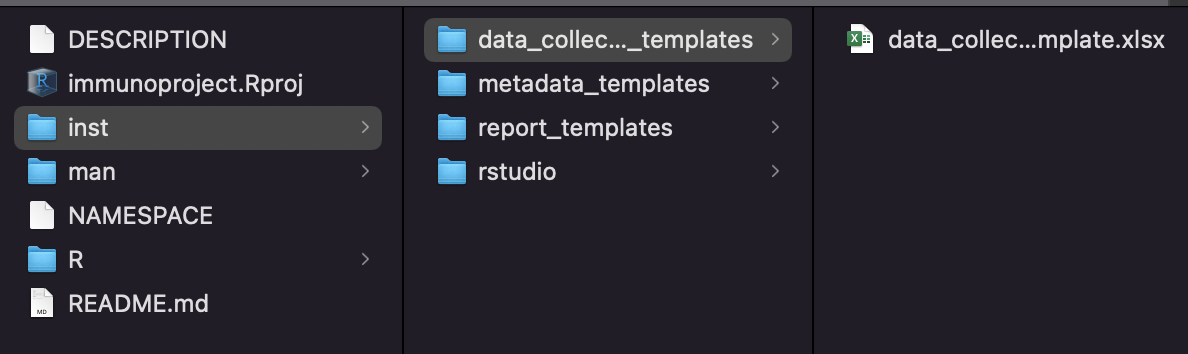 DESCRIPTION
immunoproject.Rproj
inst
man
NAMESPACE
R
README.md
data_collec..._templates
metadata_templates
report_templates
rstudio
data_collec...mplate.xlsx